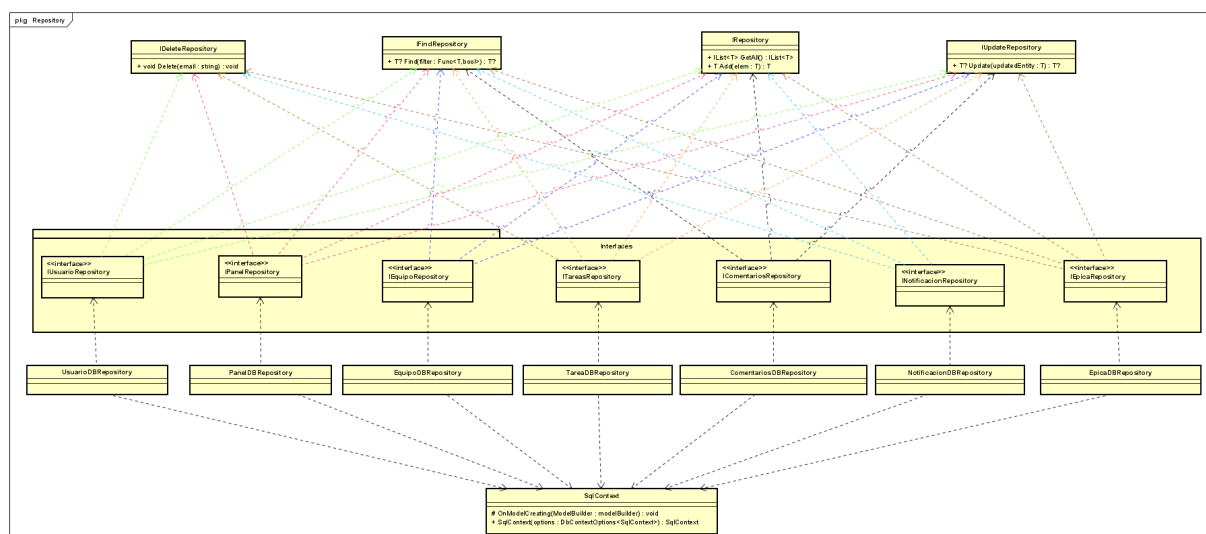 pkg Repository
IDeleteRepository
+ void Delete(email : string) : void
IFindRepository
+ T? Find(filter : Func<T,bool>) : T?
IRepository
+ IList<T> GetAll() : IList<T>
+ T Add(elem : T) : T
IUpdateRepository
+ T? Update(updatedEntity : T) : T?
Interfaces
<<interface>>
IUsuarioRepository
<<interface>>
IPanelRepository
<<interface>>
IEquipoRepository
<<interface>>
ITareasRepository
<<interface>>
IComentariosRepository
<<interface>>
INotificacionRepository
<<interface>>
IEpicaRepository
UsuarioDBRepository
PanelDBRepository
EquipoDBRepository
TareaDBRepository
ComentariosDBRepository
NotificacionDBRepository
EpicaDBRepository
SqlContext
# OnModelCreating(ModelBuilder : modelBuilder) : void
+ SqlContext(options : DbContextOptions<SqlContext>) : SqlContext